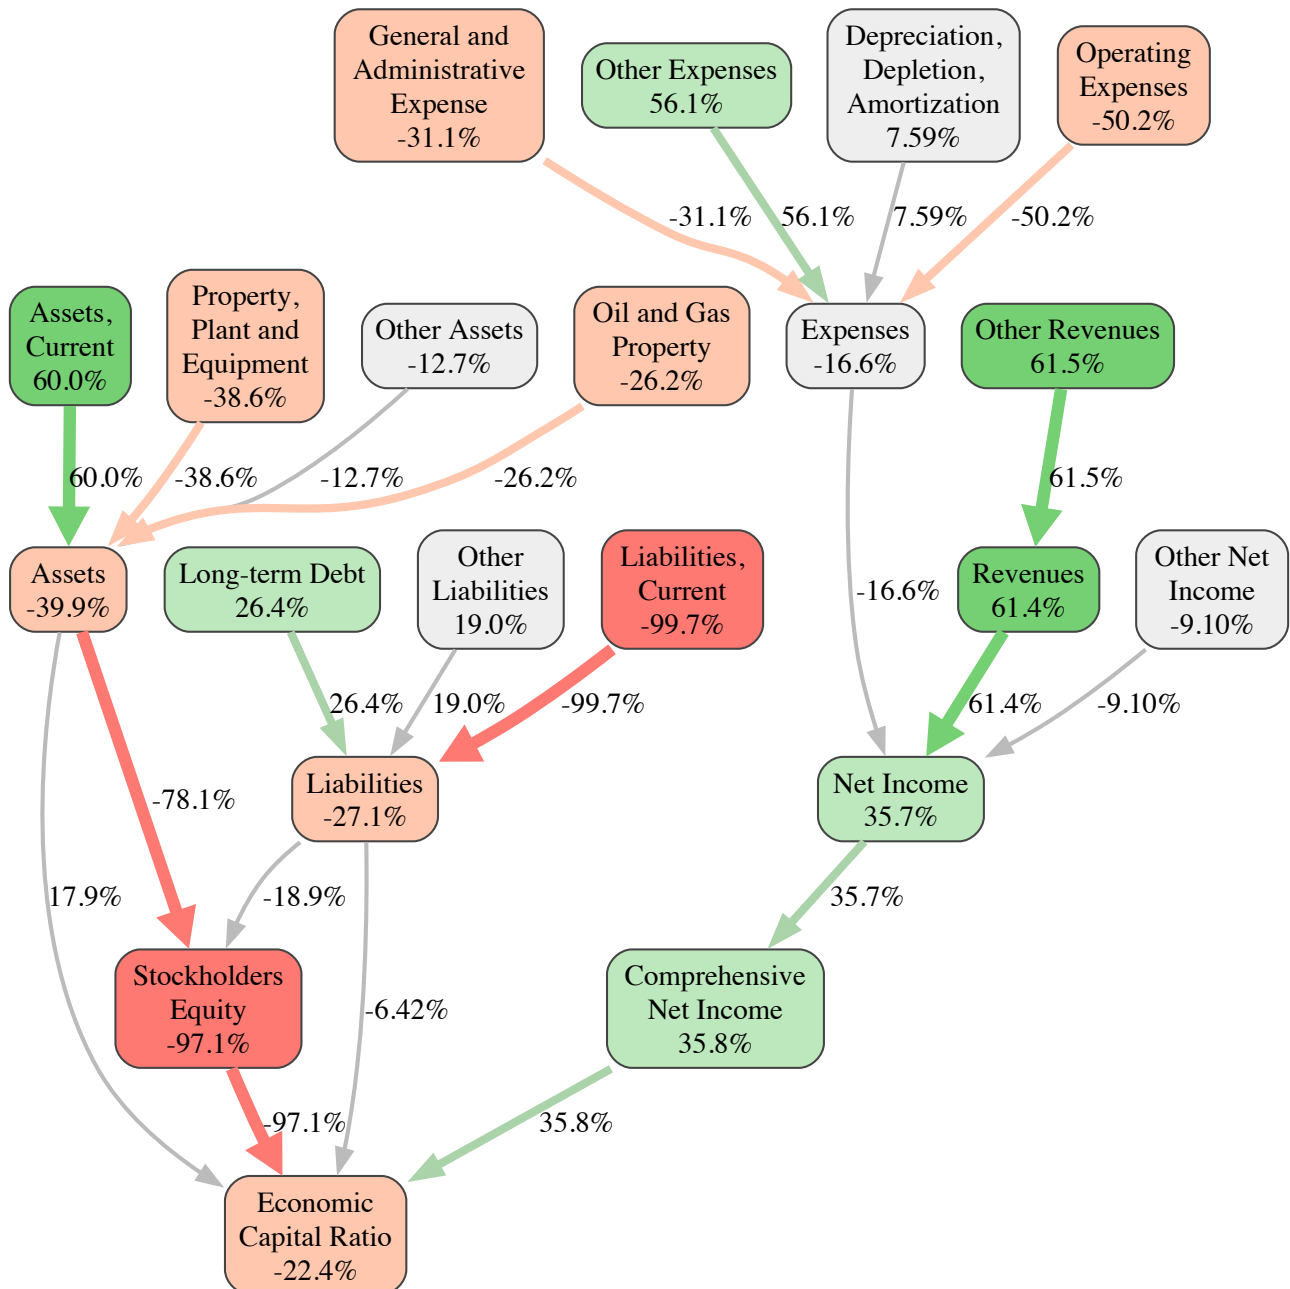 General and
Administrative
Expense
-31.1%
Other Expenses
56.1%
Depreciation,
Depletion,
Amortization
7.59%
Operating
Expenses
-50.2%
-31.1%
56.1%
7.59%
-50.2%
Assets,
Current
60.0%
Property,
Plant and
Equipment
-38.6%
Other Assets
-12.7%
Oil and Gas
Property
-26.2%
Expenses
-16.6%
Other Revenues
61.5%
60.0%
-38.6%
-12.7%
-26.2%
61.5%
Assets
-39.9%
Long-term Debt
26.4%
Other
Liabilities
19.0%
Liabilities,
Current
-99.7%
-16.6%
Revenues
61.4%
Other Net
Income
-9.10%
26.4%
19.0%
-99.7%
61.4%
-9.10%
-78.1%
Liabilities
-27.1%
Net Income
35.7%
17.9%
-18.9%
35.7%
Stockholders
Equity
-97.1%
-6.42%
Comprehensive
Net Income
35.8%
-97.1%
35.8%
Economic
Capital Ratio
-22.4%